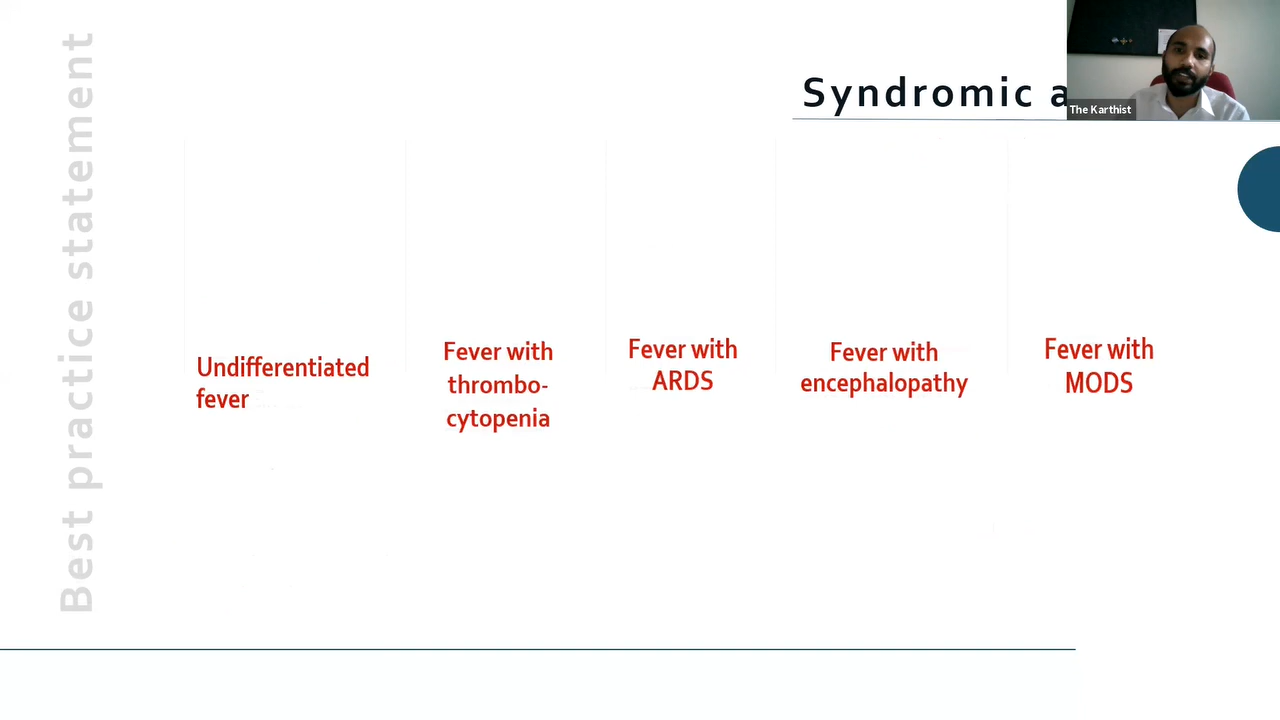 Best practice statement
Syndromic a
The Karthist
Undifferentiated
fever
Fever with
thrombo-
cytopenia
Fever with
ARDS
Fever with
encephalopathy
Fever with
MODS